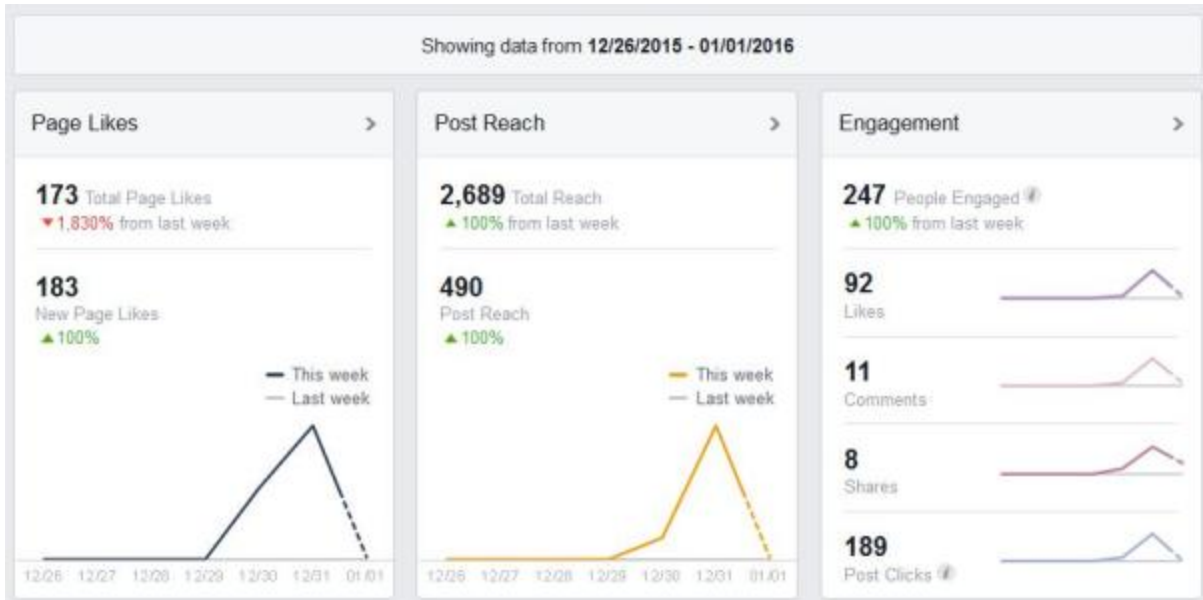 Showing data from 12/26/2015 - 01/01/2016
Page Likes >
173 Total Page Likes
▼1,830% from last week
183
New Page Likes
▲100%
This week
Last week
12/26 12/27 12/28 12/29 12/30 12/31 01/01
Post Reach >
2,689 Total Reach
▲100% from last week
490
Post Reach
▲100%
This week
Last week
12/26 12/27 12/28 12/29 12/30 12/31 01/01
Engagement >
247 People Engaged i
▲100% from last week
92
Likes
11
Comments
8
Shares
189
Post Clicks i